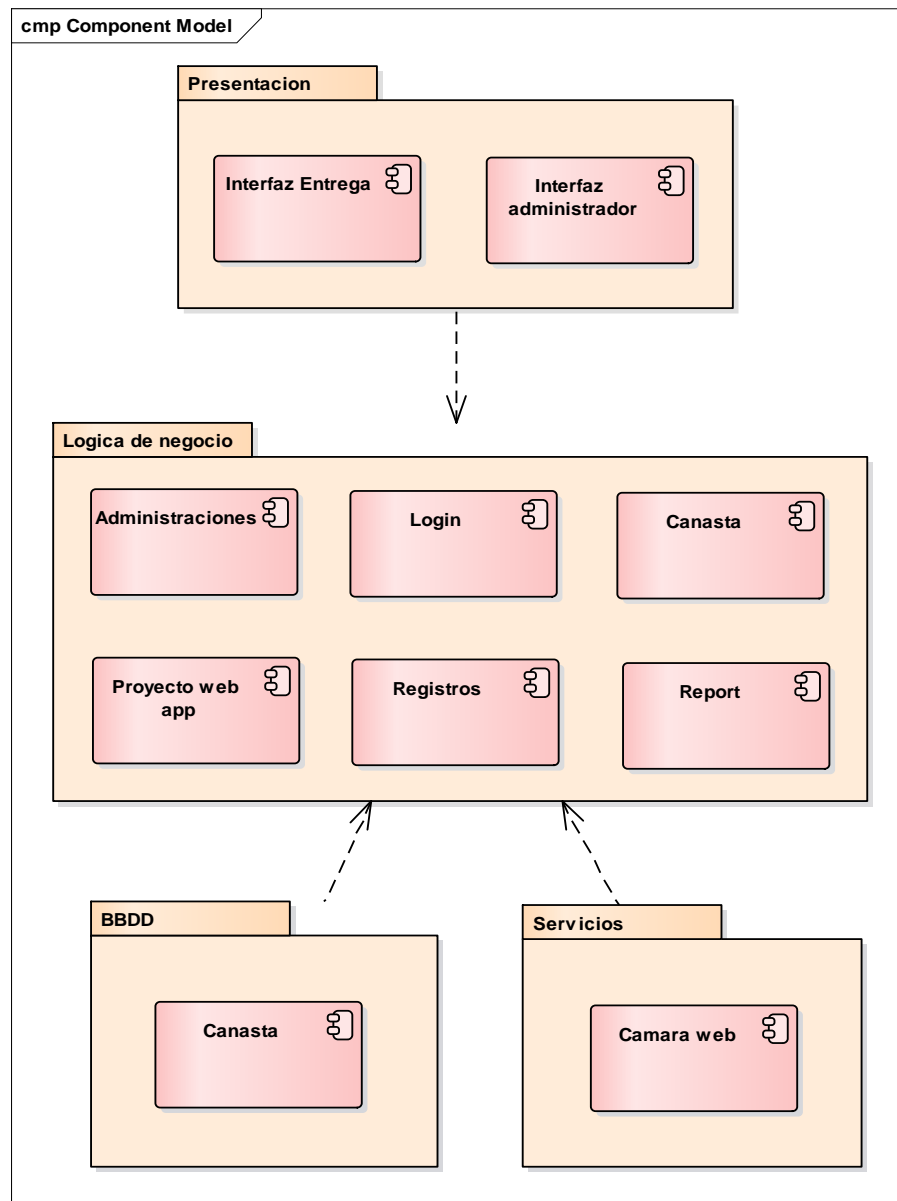 cmp Component Model
Presentacion
Interfaz Entrega
Interfaz
administrador
Logica de negocio
Administraciones
Login
Canasta
Proyecto web
app
Registros
Report
BBDD
Canasta
Servicios
Camara web